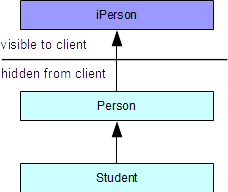 iPerson
visible to client
hidden from client
Person
Student